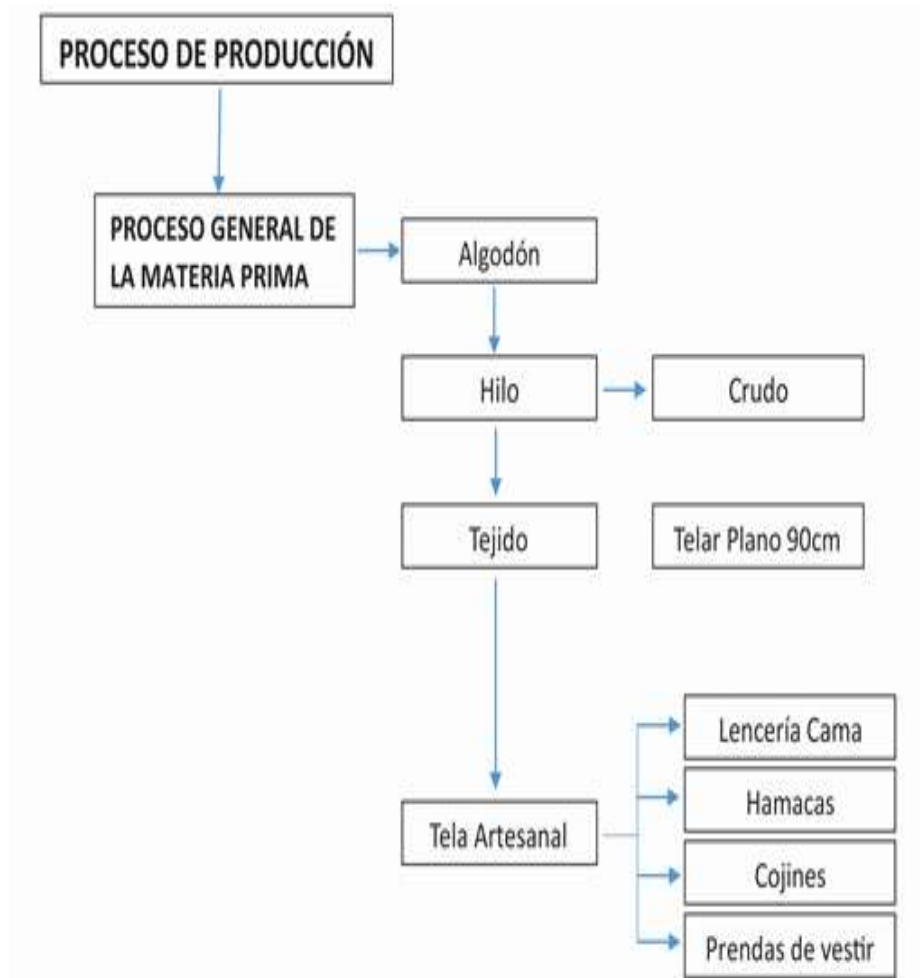 PROCESO DE PRODUCCIÓN
PROCESO GENERAL DE
LA MATERIA PRIMA
Algodón
Hilo
Crudo
Tejido
Telar Plano 90cm
Tela Artesanal
Lencería Cama
Hamacas
Cojines
Prendas de vestir